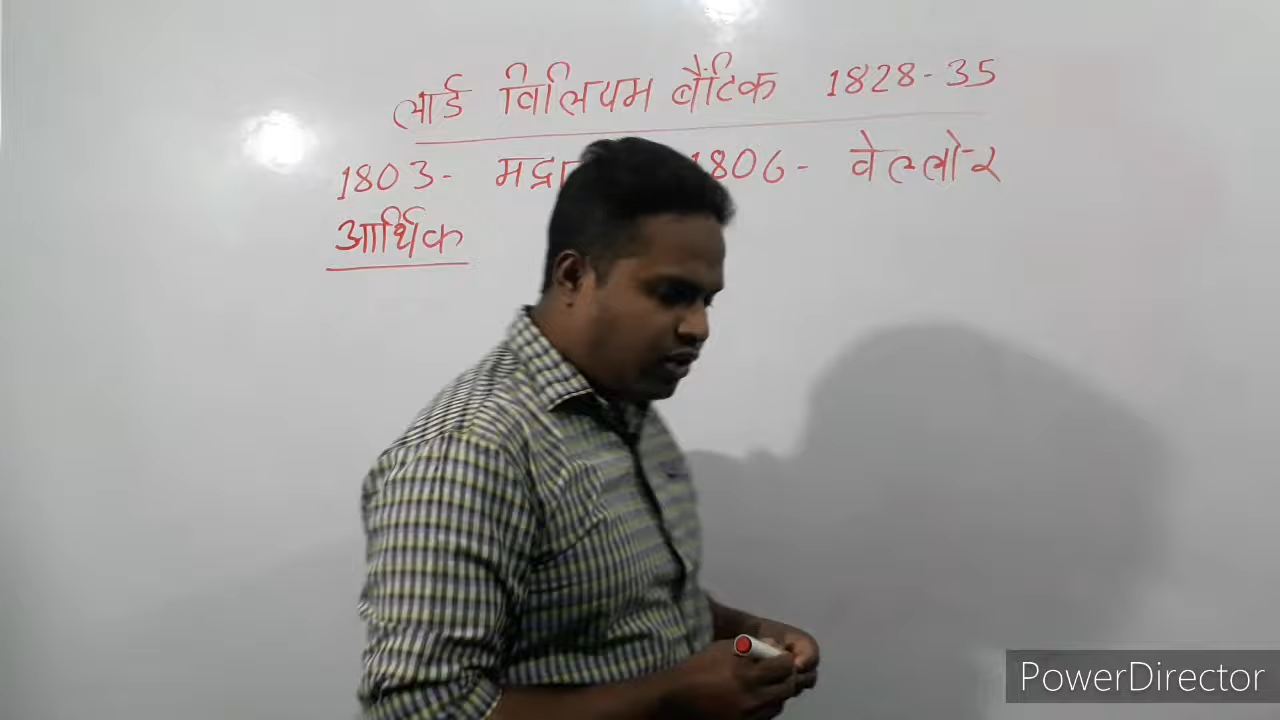 लार्ड विलियम बैंटिक 1828-35
1803- मद्रा 1806- वेल्लोर
आर्थिक
PowerDirector